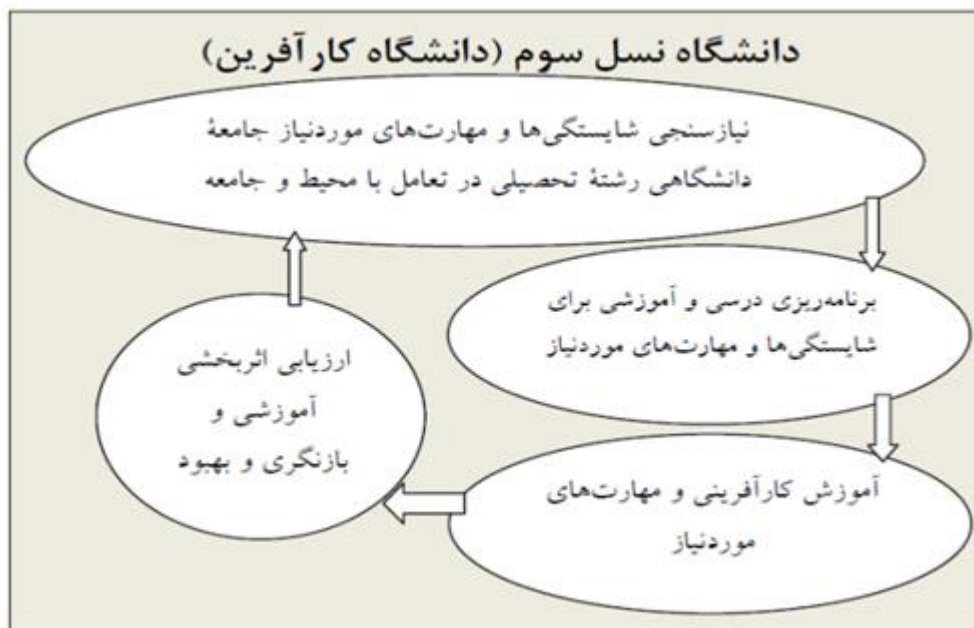 دانشگاه نسل سوم (دانشگاه کارآفرین)
نیازسنجی شایستگی‌ها و مهارت‌های موردنیاز جامعۀ
دانشگاهی رشتۀ تحصیلی در تعامل با محیط و جامعه
برنامه‌ریزی درسی و آموزشی برای
شایستگی‌ها و مهارت‌های موردنیاز
آموزش کارآفرینی و مهارت‌های
موردنیاز
ارزیابی اثربخشی
آموزشی و
بازنگری و بهبود